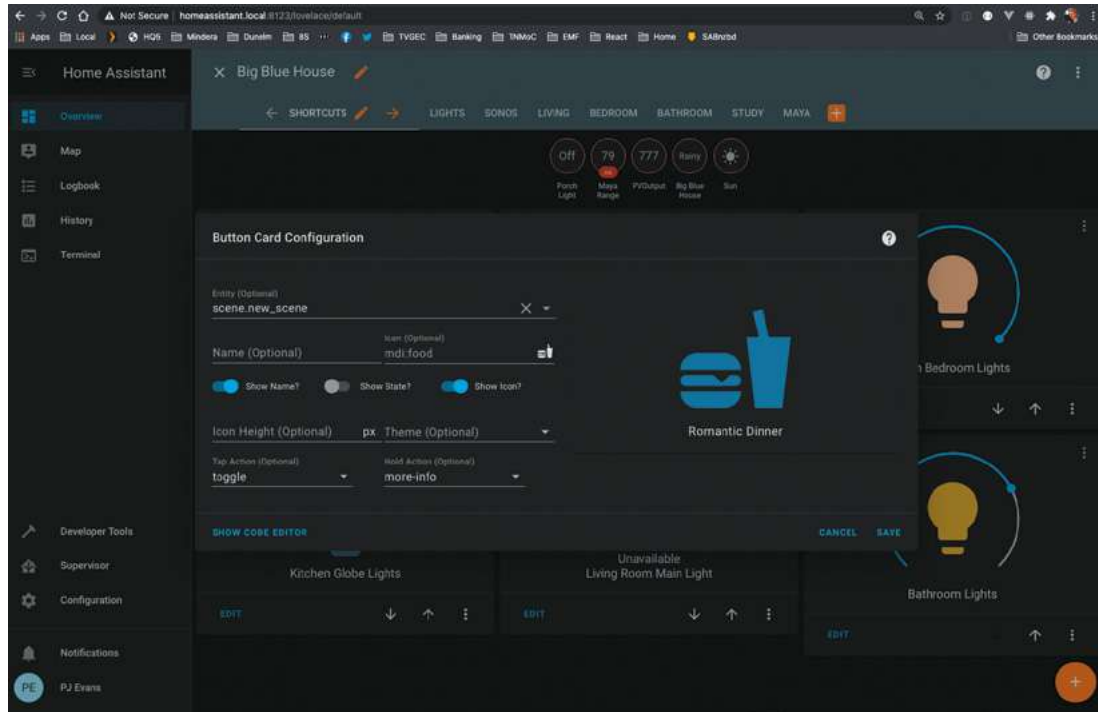 Not Secure homeassistant.local:8123/lovelace/default
Apps Local HQ5 Mindera Dunelm 85 TVGEC Banking TNMoC EMF React Home SABnzbd Other Bookmarks
Home Assistant
Big Blue House
SHORTCUTS LIGHTS SONOS LIVING BEDROOM BATHROOM STUDY MAYA
Overview
Map
Logbook
History
Terminal
Off 79 777 Rainy
Porch Light
Maya Range
PVOutput
Big Blue House
Sun
Button Card Configuration
Entity (Optional)
scene.new_scene
Name (Optional)
Icon (Optional)
mdi:food
Show Name? Show State? Show Icon?
Icon Height (Optional) px Theme (Optional)
Tap Action (Optional) Hold Action (Optional)
toggle more-info
Romantic Dinner
SHOW CODE EDITOR CANCEL SAVE
Bedroom Lights
Developer Tools
Supervisor
Configuration
Kitchen Globe Lights
Unavailable
Living Room Main Light
Bathroom Lights
EDIT EDIT EDIT
Notifications
PE PJ Evans